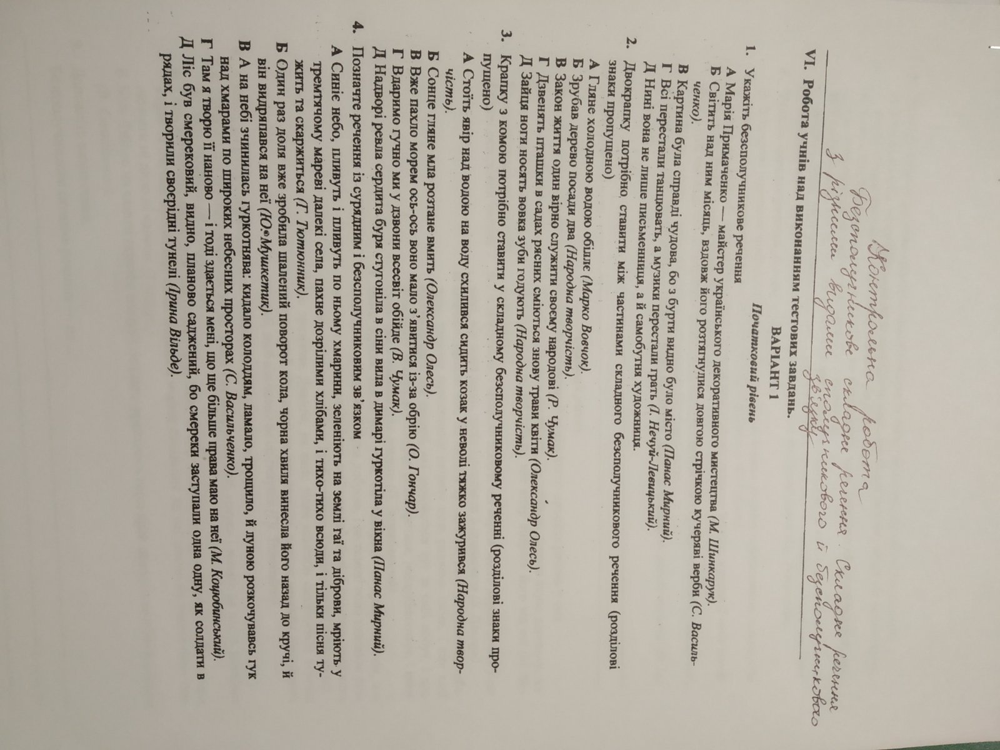 Контрольна робота
Безсполучникове складне речення. Складне речення
з різними видами сполучникового й безсполучникового
зв'язку
VI. Робота учнів над виконанням тестових завдань.
ВАРІАНТ 1
Початковий рівень
1. Укажіть безсполучникове речення
А Марія Примаченко — майстер українського декоративного мистецтва (М. Шинкарук).
Б Світить над ним місяць, вздовж його розтягнулися довгою стрічкою кучеряві верби (С. Василь-
ченко).
В Картина була справді чудова, бо з бурти видно було місто (Панас Мирний).
Г Всі перестали танцювать, а музики перестали грать (І. Нечуй-Левицький).
Д Нині вона не лише письменниця, а й самобутня художниця.
2. Двокрапку потрібно ставити між частинами складного безсполучникового речення (розділові
знаки пропущено)
А Гляне холодною водою обілле (Марко Вовчок).
Б Зрубав дерево посади два (Народна творчість).
В Закон життя один вірно служити своєму народові (Р. Чумак).
Г Дзвенять пташки в садах рясних сміються знову трави квіти (Олександр Олесь).
Д Зайця ноги носять вовка зуби годують (Народна творчість).
3. Крапку з комою потрібно ставити у складному безсполучниковому реченні (розділові знаки про-
пущено)
А Стоїть явір над водою на воду схилився сидить козак у неволі тяжко зажурився (Народна твор-
чість).
Б Сонце гляне мла розтане вмить (Олександр Олесь).
В Вже пахло морем ось-ось воно мало з’явитися із-за обрію (О. Гончар).
Г Вдаримо гучно ми у дзвони всесвіт обійде (В. Чумак).
Д Надворі ревла сердита буря стугоніла в сіни вила в димарі гуркотіла у вікна (Панас Мирний).
4. Позначте речення із сурядним і безсполучниковим зв’язком
А Синіє небо, пливуть і пливуть по ньому хмарини, зеленіють на землі гаї та діброви, мріють у
тремтячому мареві далекі села, пахне дозрілими хлібами, і тихо-тихо всюди, і тільки пісня ту-
жить та скаржиться (Г. Тютюнник).
Б Один раз доля вже зробила шалений поворот кола, чорна хвиля винесла його назад до кручі, й
він видряпався на неї (Ю. Мушкетик).
В А на небі зчинилась гуркотнява: кидало колоддям, ламало, трощило, й луною розкочувавсь гук
над хмарами по широких небесних просторах (С. Васильченко).
Г Там я творю її наново — і тоді здається мені, що ще більше права маю на неї (М. Коцюбинський).
Д Ліс був смерековий, видно, планово саджений, бо смереки заступали одна одну, як солдати в
рядах, і творили своєрідні тунелі (Ірина Вільде).